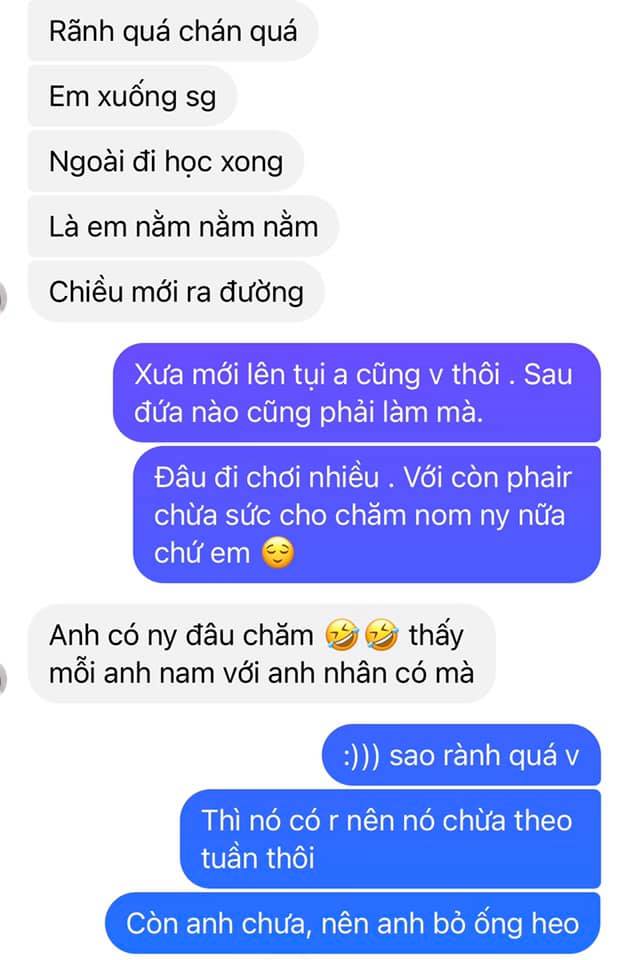 Rãnh quá chán quá
Em xuống sg
Ngoài đi học xong
Là em nằm nằm nằm
Chiều mới ra đường
Xưa mới lên tụi a cũng v thôi . Sau
đứa nào cũng phải làm mà.
Đâu đi chơi nhiều . Với còn phair
chừa sức cho chăm nom ny nữa
chứ em 😌
Anh có ny đâu chăm 🤣🤣 thấy
mỗi anh nam với anh nhân có mà
:))) sao rành quá v
Thì nó có r nên nó chừa theo
tuần thôi
Còn anh chưa, nên anh bỏ ống heo